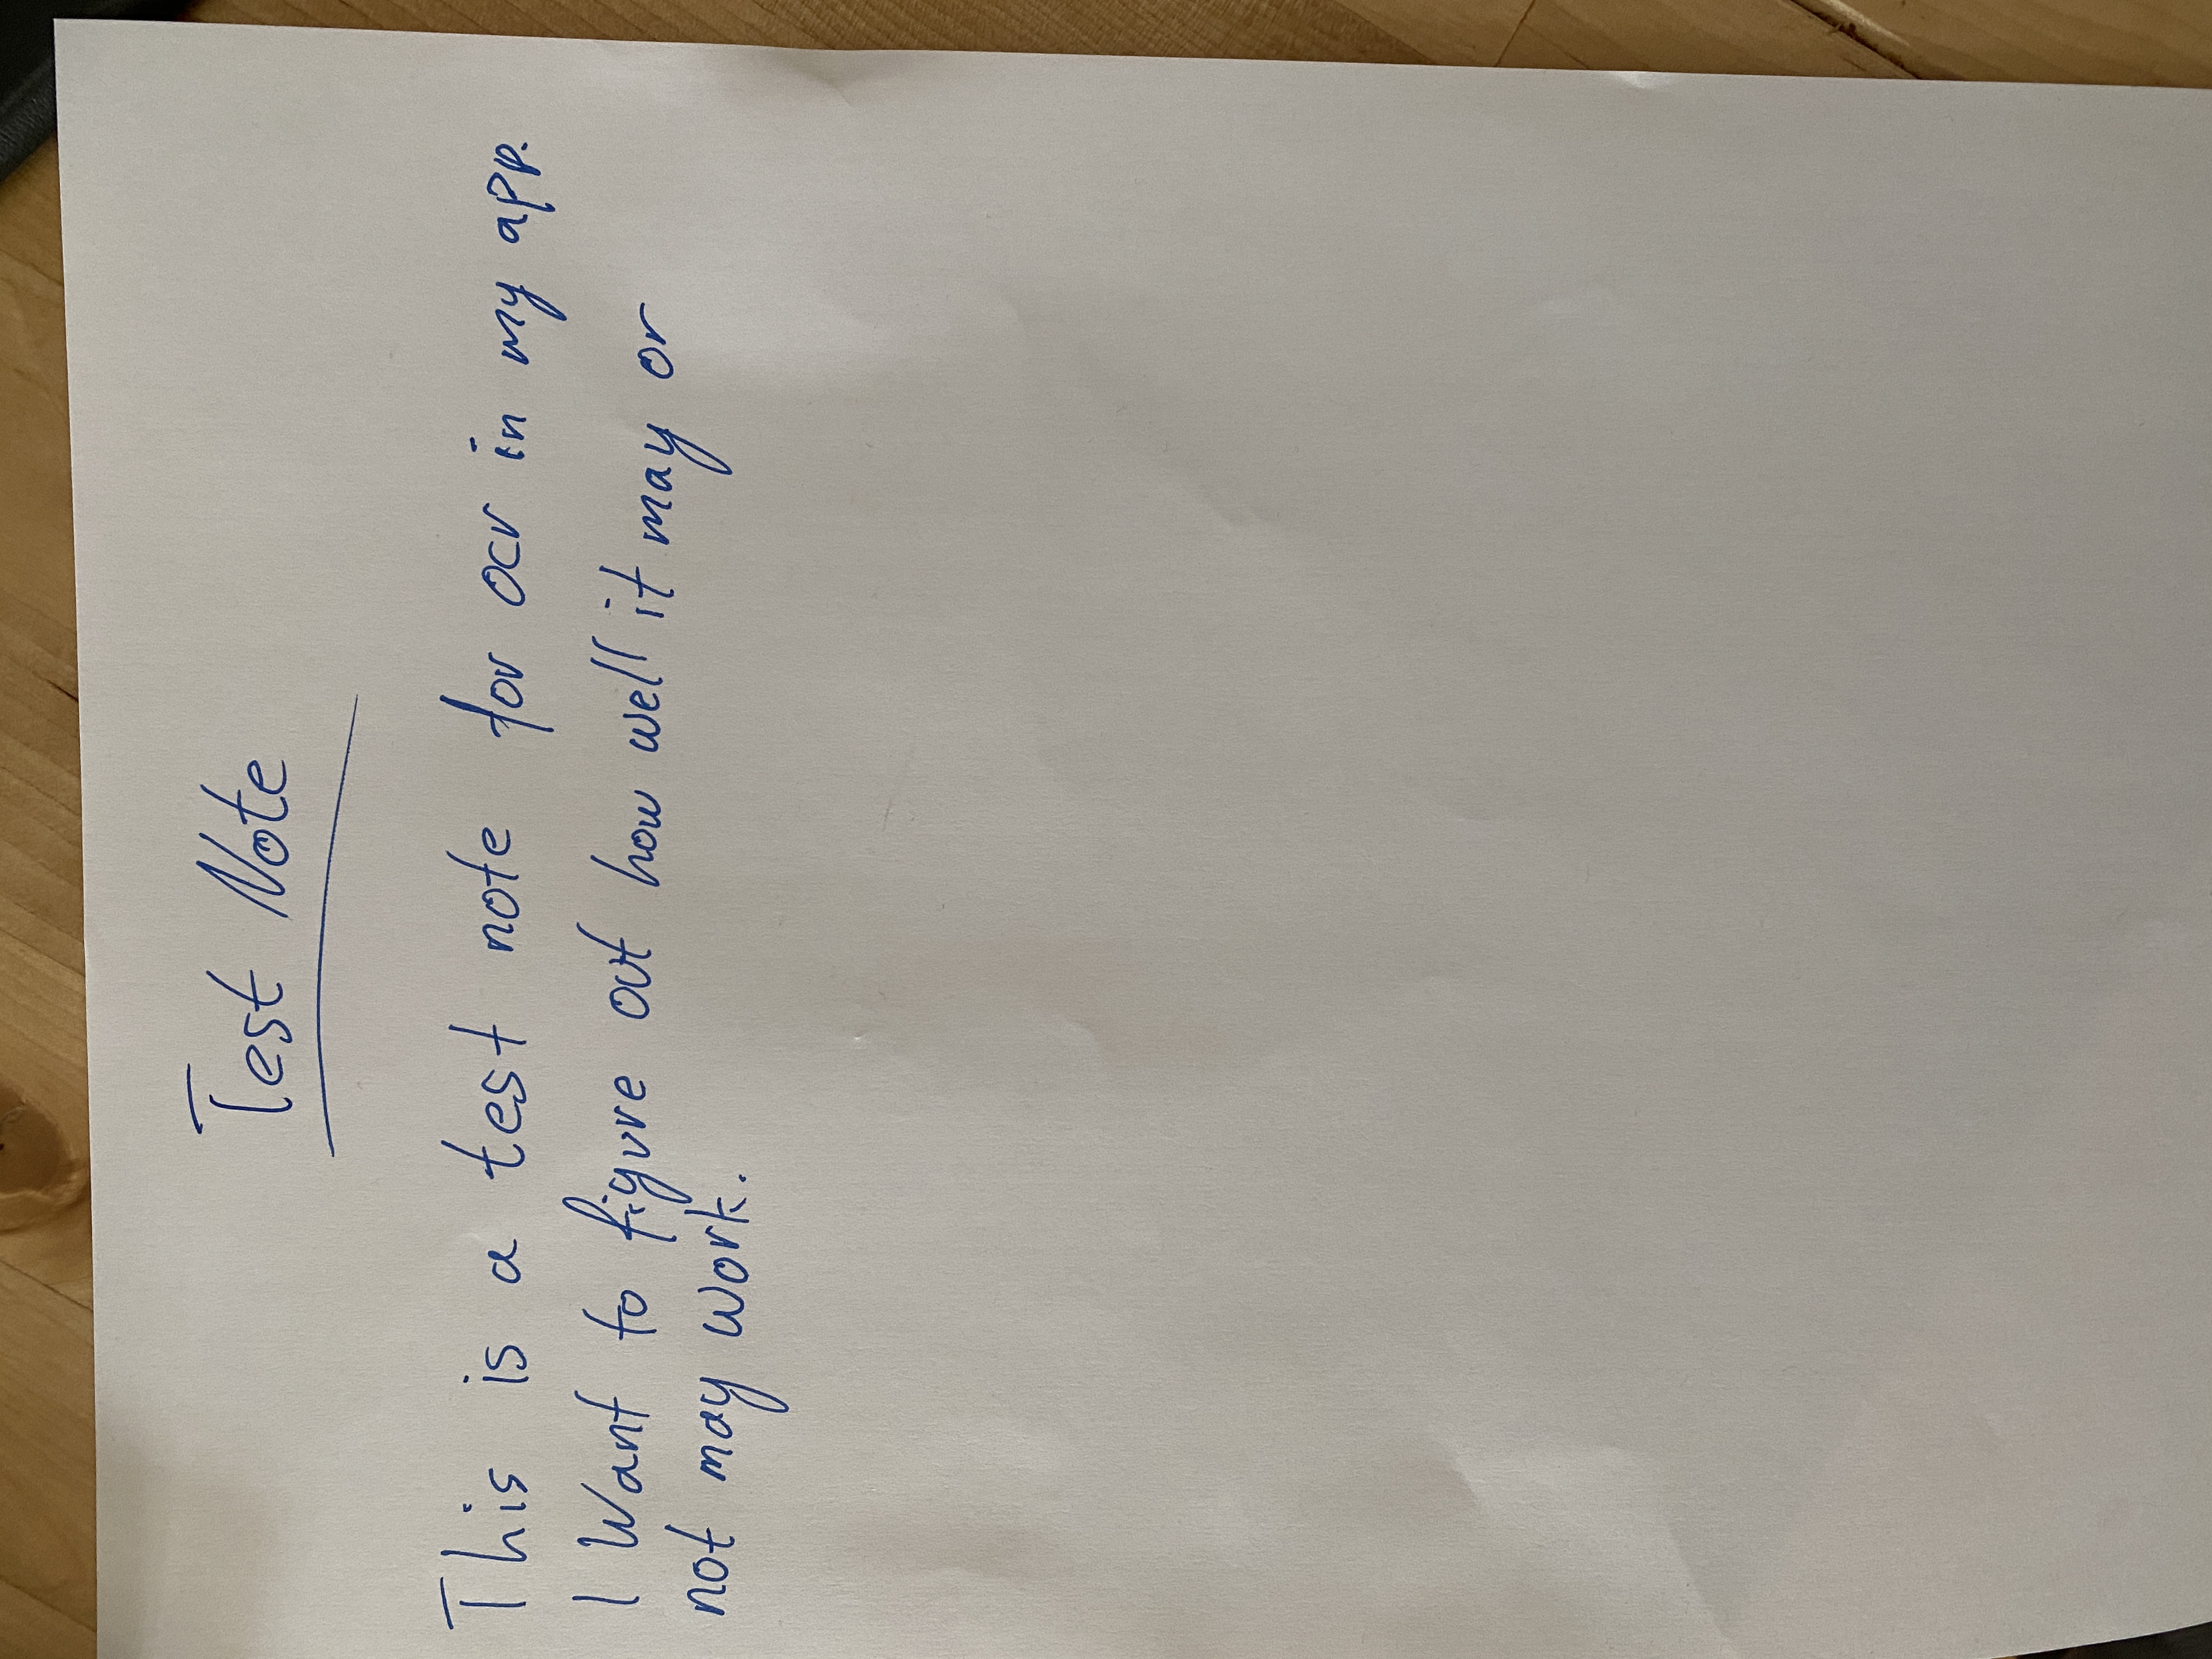 Test Note
This is a test note for ocr in my app.
I Want to figure out how well it may or
not may work.